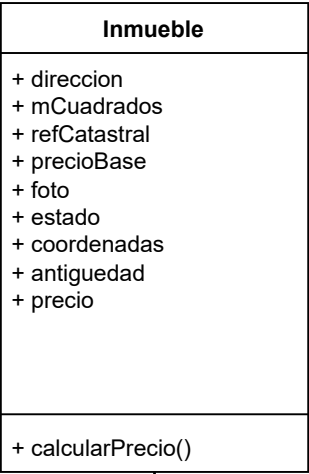 Inmueble
+ direccion
+ mCuadrados
+ refCatastral
+ precioBase
+ foto
+ estado
+ coordenadas
+ antiguedad
+ precio
+ calcularPrecio()